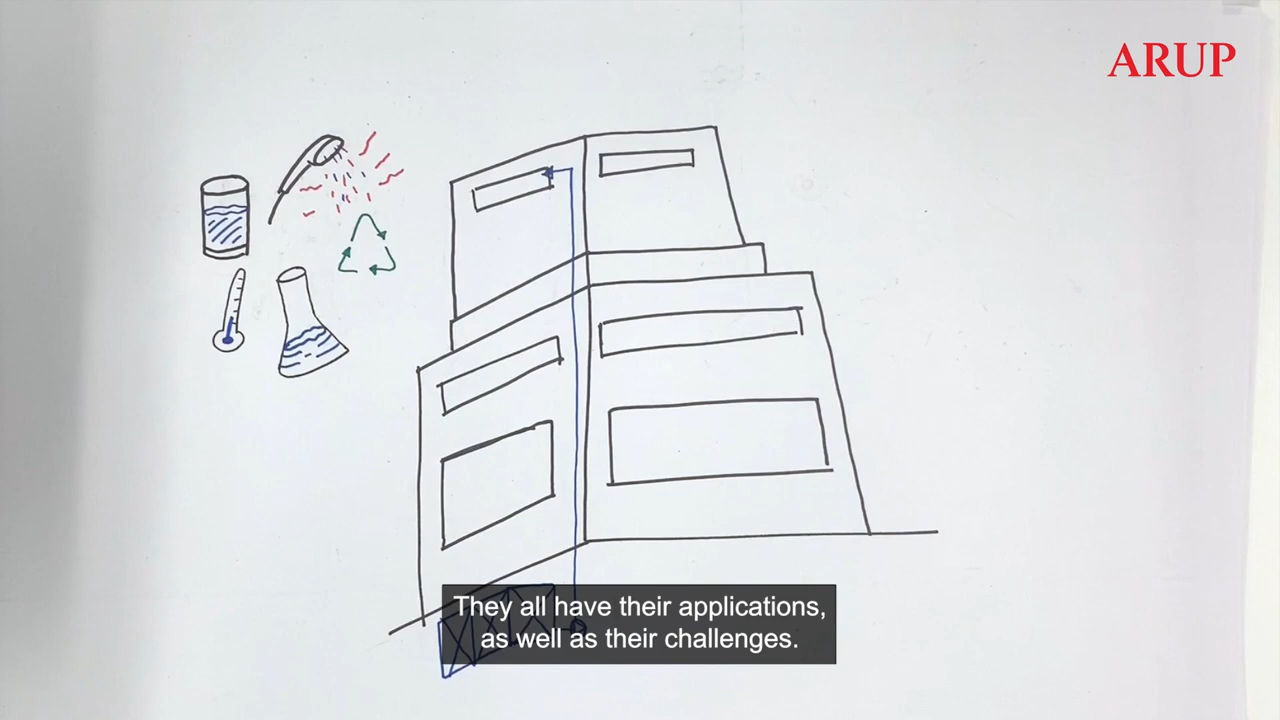 ARUP
They all have their applications,
as well as their challenges.